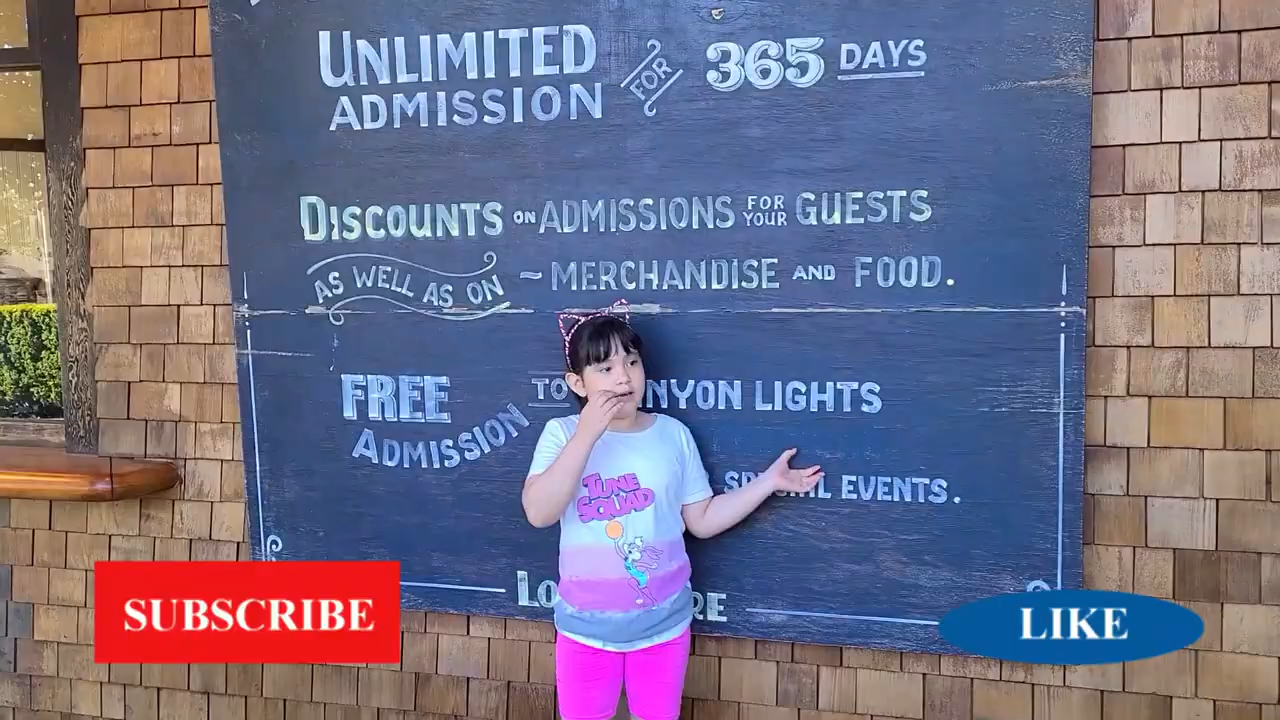 UNLIMITED ADMISSION FOR 365 DAYS
DISCOUNTS ON ADMISSIONS FOR YOUR GUESTS
AS WELL AS ON ~ MERCHANDISE AND FOOD.
FREE ADMISSION TO NYON LIGHTS
EVENTS.
TUNE
SQUAD
SUBSCRIBE
LIKE